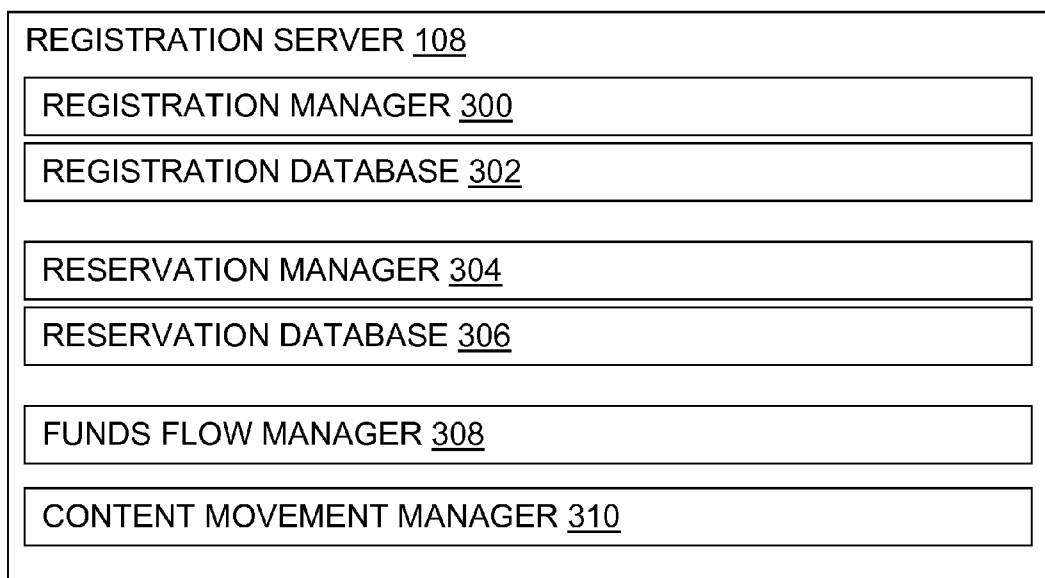 REGISTRATION SERVER 108
REGISTRATION MANAGER 300
REGISTRATION DATABASE 302
RESERVATION MANAGER 304
RESERVATION DATABASE 306
FUNDS FLOW MANAGER 308
CONTENT MOVEMENT MANAGER 310